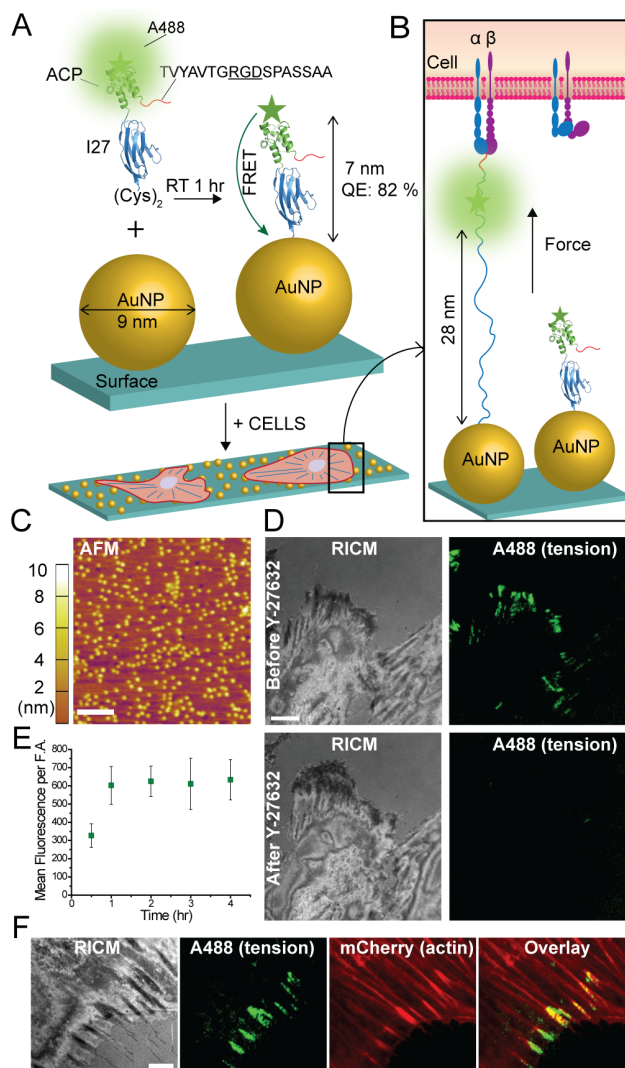 A
A488
ACP
TVYAVTGRGDSPASSAA
I27
(Cys)2
RT 1 hr
FRET
7 nm
QE: 82 %
+
AuNP
9 nm
AuNP
Surface
+ CELLS
B
α β
Cell
Force
28 nm
AuNP
AuNP
C
AFM
10
8
6
4
2
(nm)
D
RICM
A488 (tension)
Before Y-27632
RICM
A488 (tension)
After Y-27632
E
Mean Fluorescence per F.A.
800
700
600
500
400
300
200
100
0
0
1
2
3
4
Time (hr)
F
RICM
A488 (tension)
mCherry (actin)
Overlay